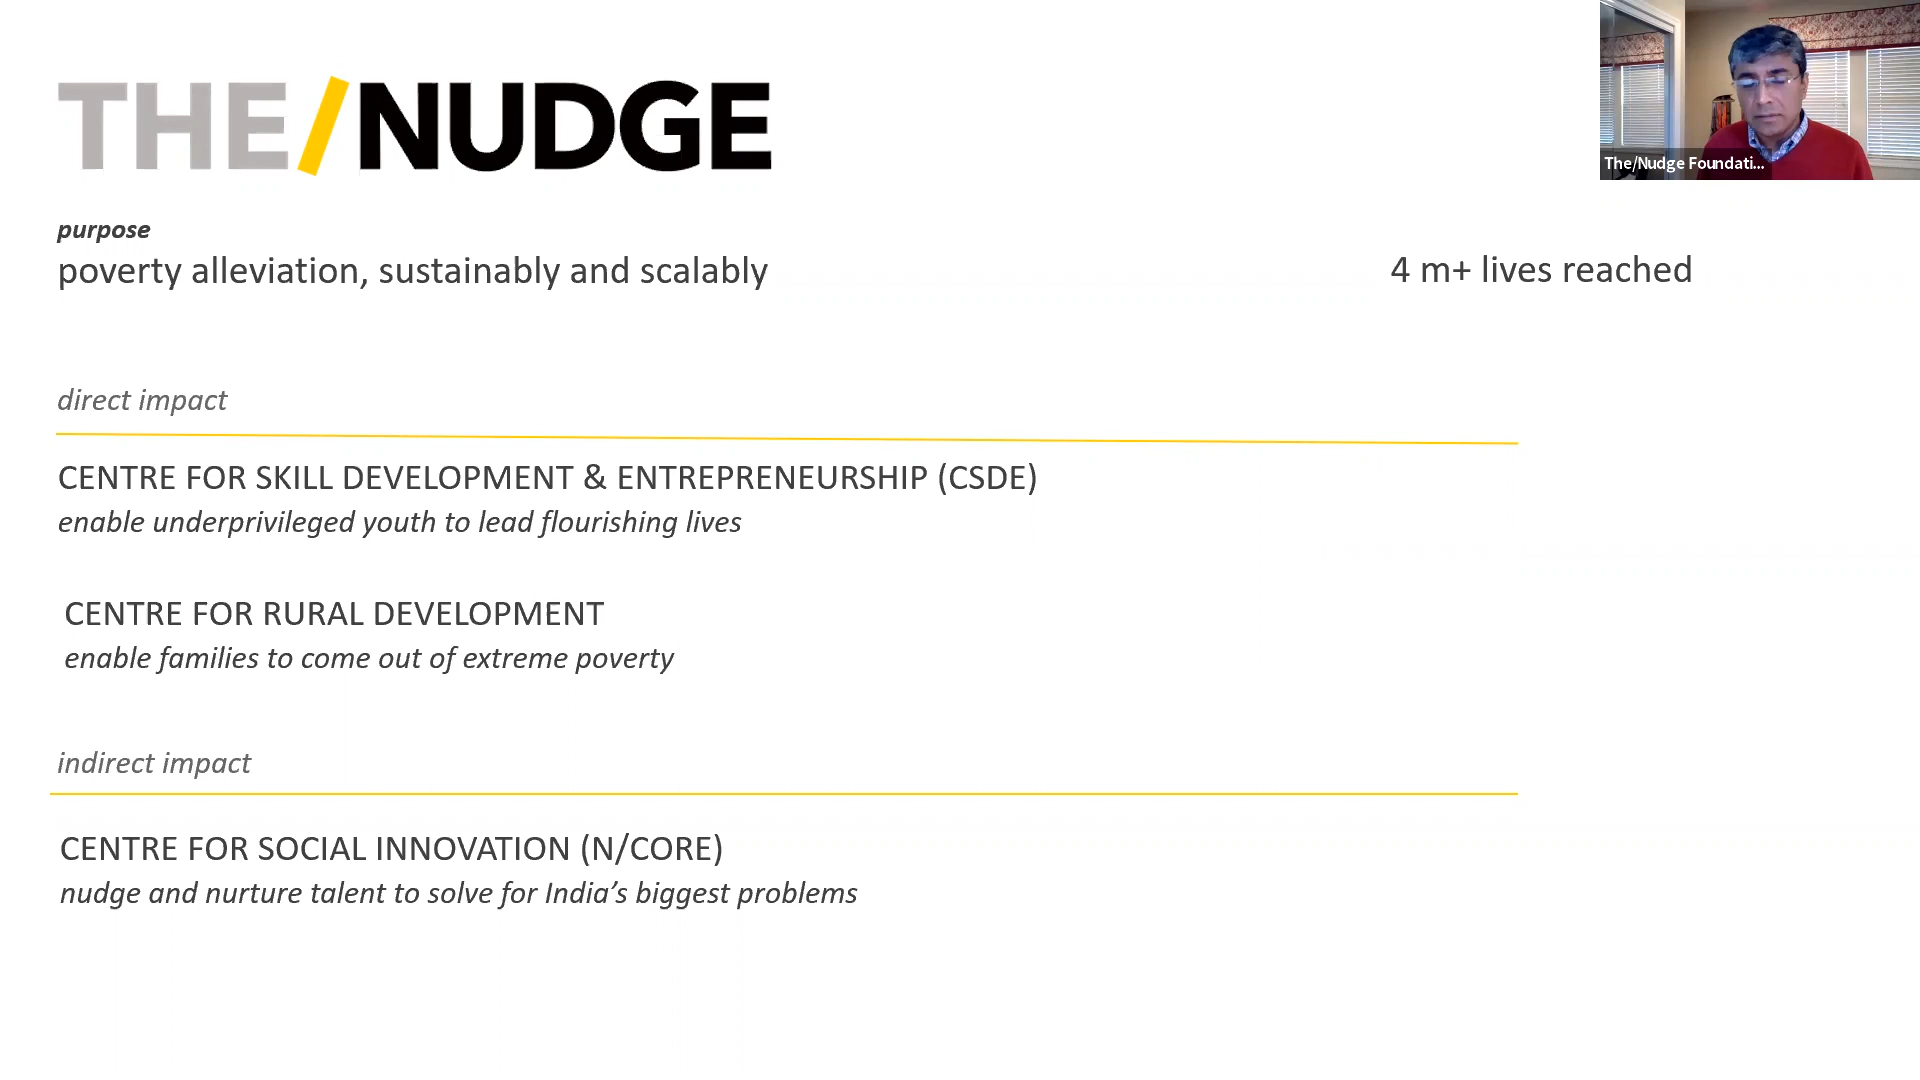 THE/NUDGE
The/Nudge Foundati...
purpose
poverty alleviation, sustainably and scalably
4 m+ lives reached
direct impact
CENTRE FOR SKILL DEVELOPMENT & ENTREPRENEURSHIP (CSDE)
enable underprivileged youth to lead flourishing lives
CENTRE FOR RURAL DEVELOPMENT
enable families to come out of extreme poverty
indirect impact
CENTRE FOR SOCIAL INNOVATION (N/CORE)
nudge and nurture talent to solve for India’s biggest problems